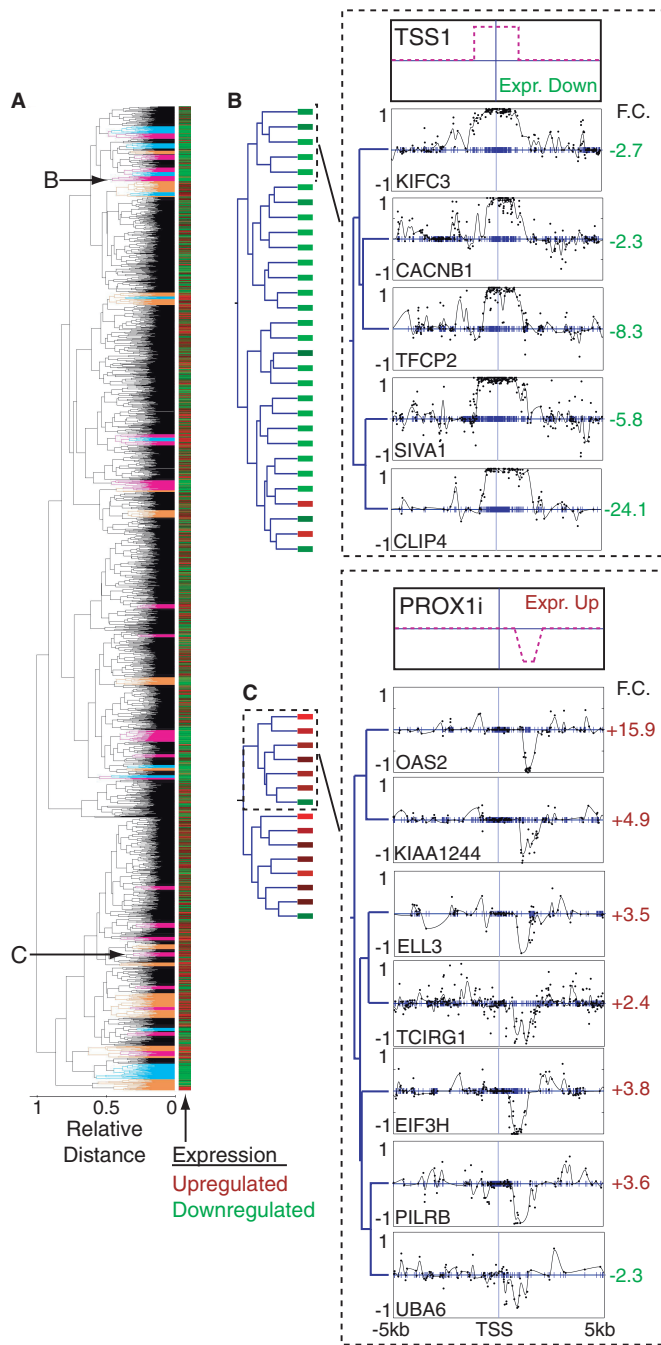 A
B
C
1
0.5
0
Relative
Distance
Expression
Upregulated
Downregulated
B
TSS1
Expr. Down
F.C.
1
-1
KIFC3
-2.7
1
-1
CACNB1
-2.3
1
-1
TFCP2
-8.3
1
-1
SIVA1
-5.8
1
-1
CLIP4
-24.1
C
PROX1i
Expr. Up
F.C.
1
-1
OAS2
+15.9
1
-1
KIAA1244
+4.9
1
-1
ELL3
+3.5
1
-1
TCIRG1
+2.4
1
-1
EIF3H
+3.8
1
-1
PILRB
+3.6
1
-1
UBA6
-2.3
-5kb TSS 5kb